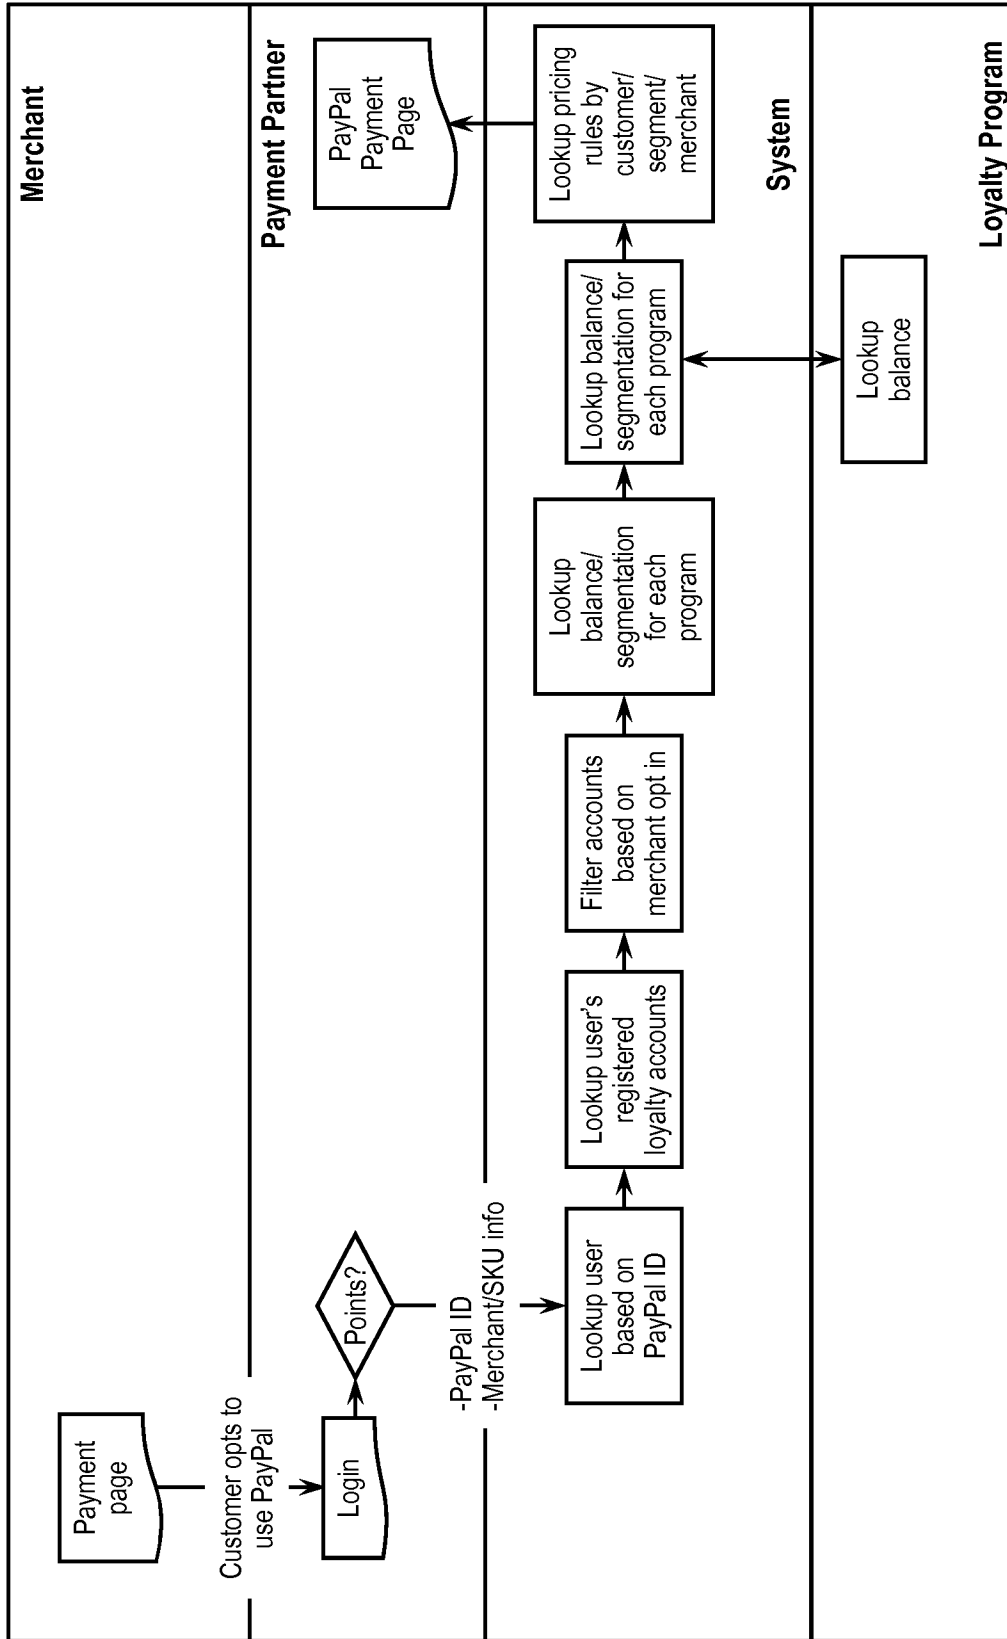 Merchant
Payment
page
Customer opts to
use PayPal
Payment Partner
Login
Points?
PayPal
Payment
Page
-PayPal ID
-Merchant/SKU info
System
Lookup user
based on
PayPal ID
Lookup user's
registered
loyalty accounts
Filter accounts
based on
merchant opt in
Lookup
balance/
segmentation
for each
program
Lookup balance/
segmentation for
each program
Lookup pricing
rules by
customer/
segment/
merchant
Loyalty Program
Lookup
balance